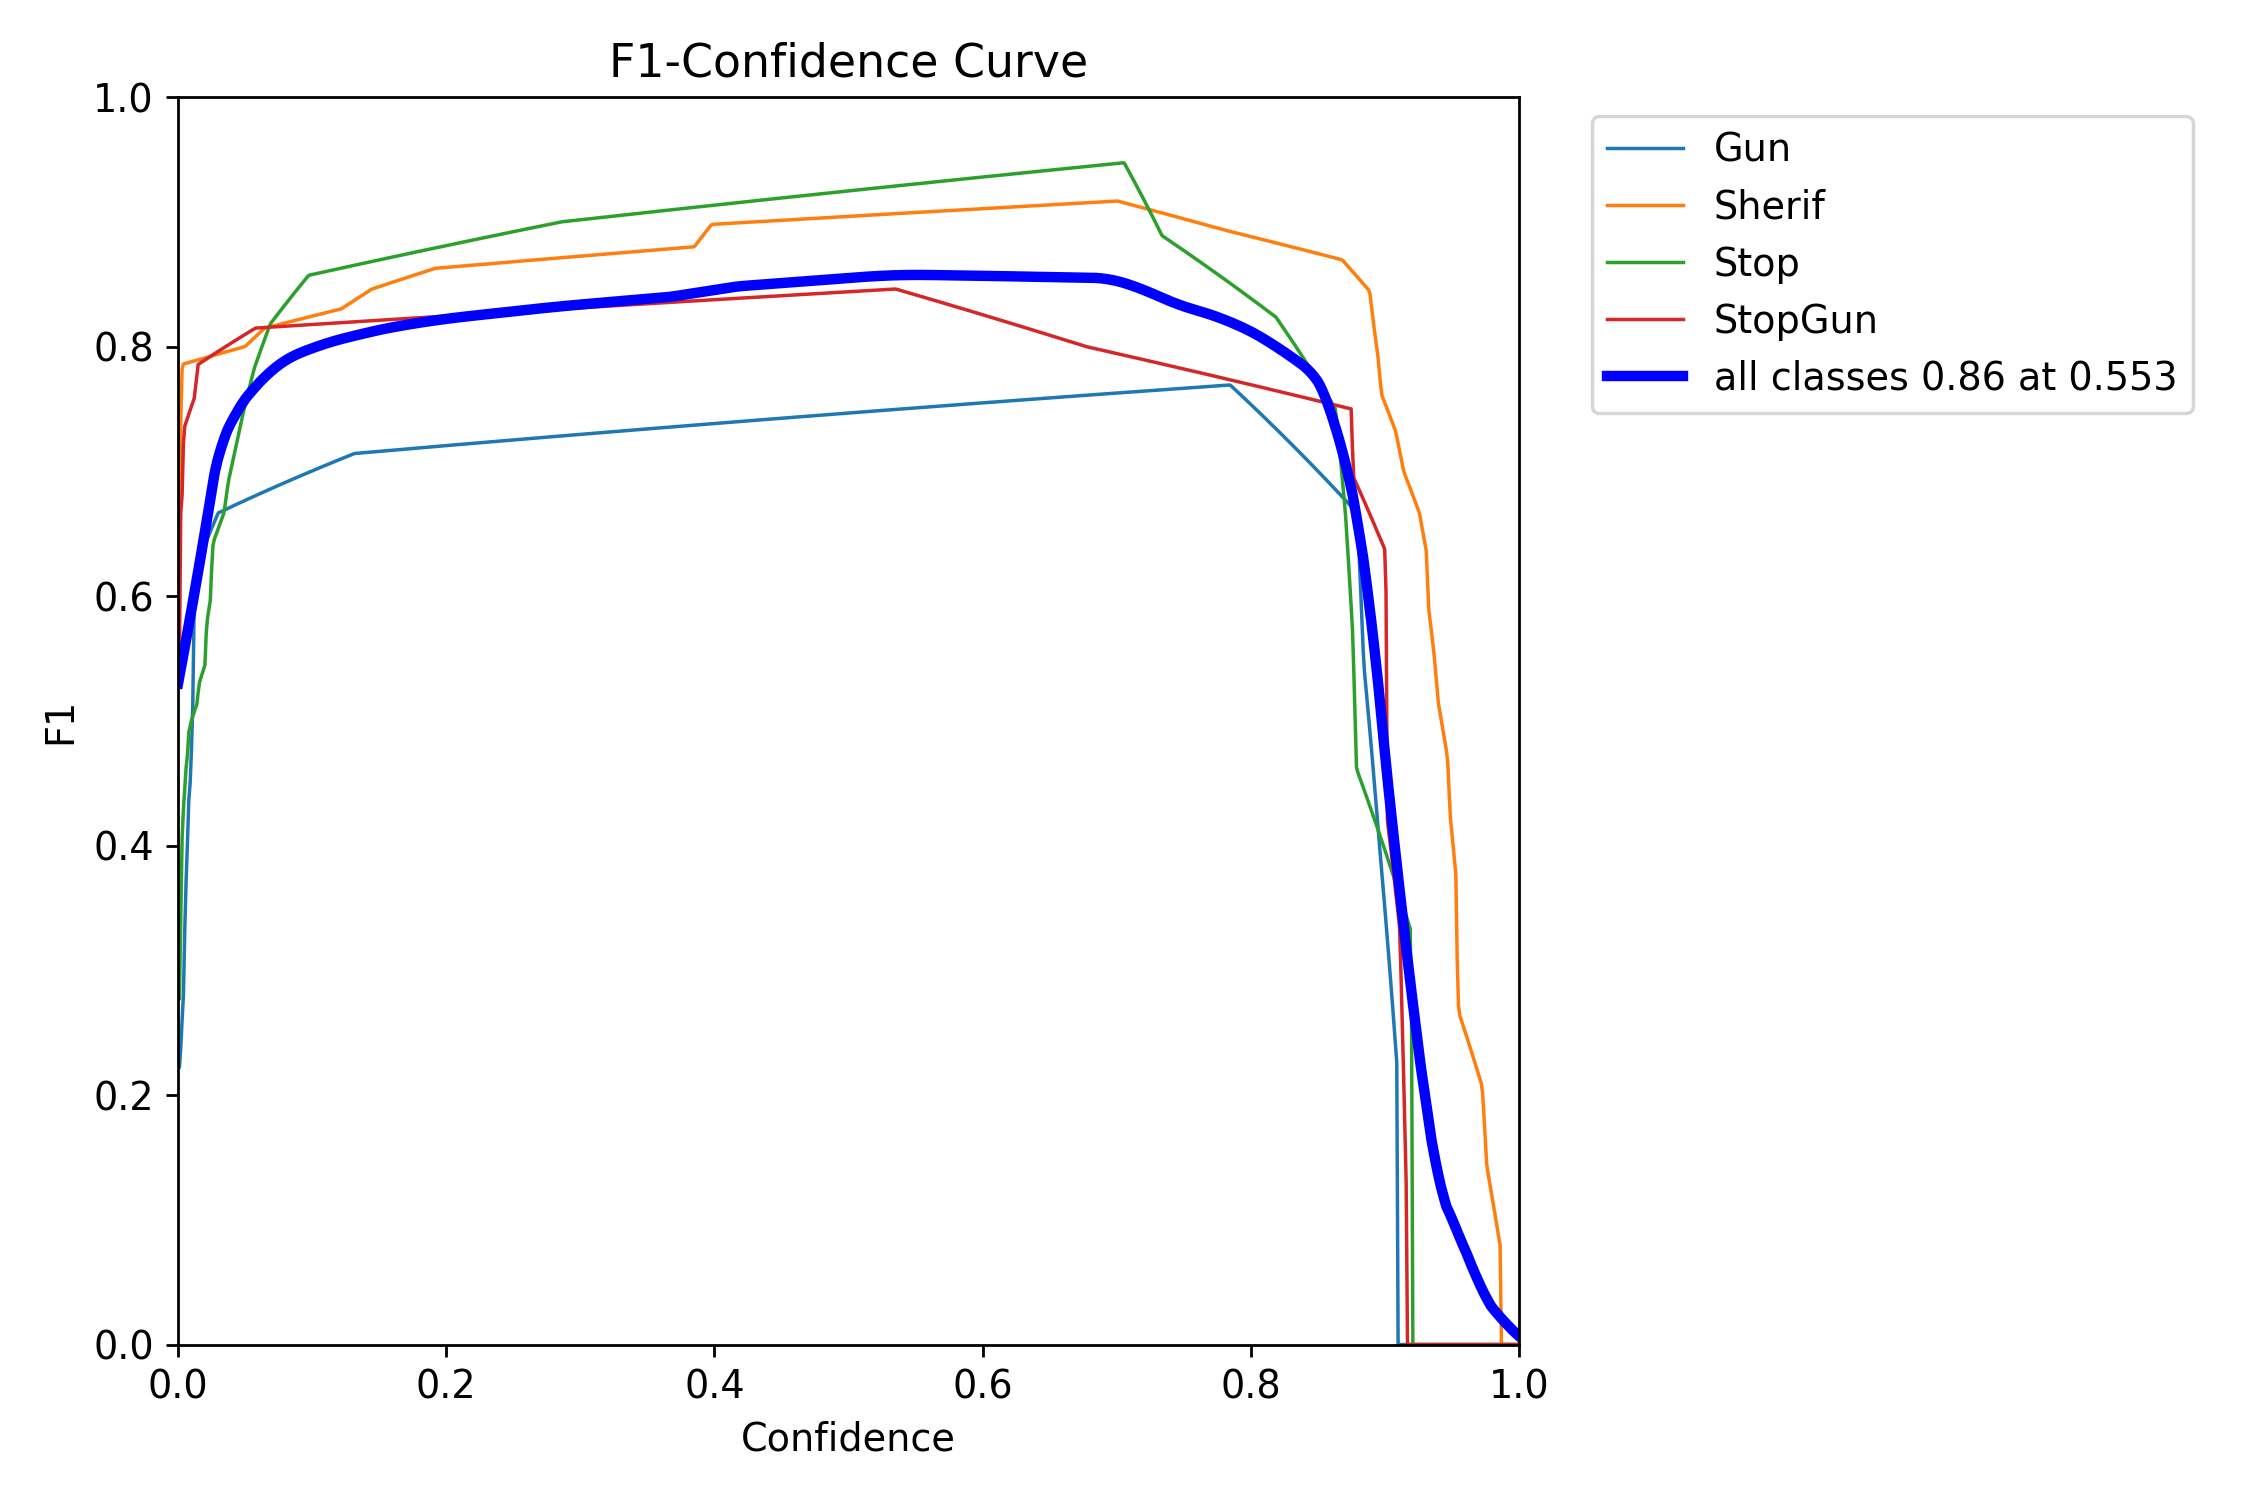 F1-Confidence Curve
1.0
0.8
0.6
0.4
0.2
0.0
F1
0.0 0.2 0.4 0.6 0.8 1.0
Confidence
Gun
Sherif
Stop
StopGun
all classes 0.86 at 0.553